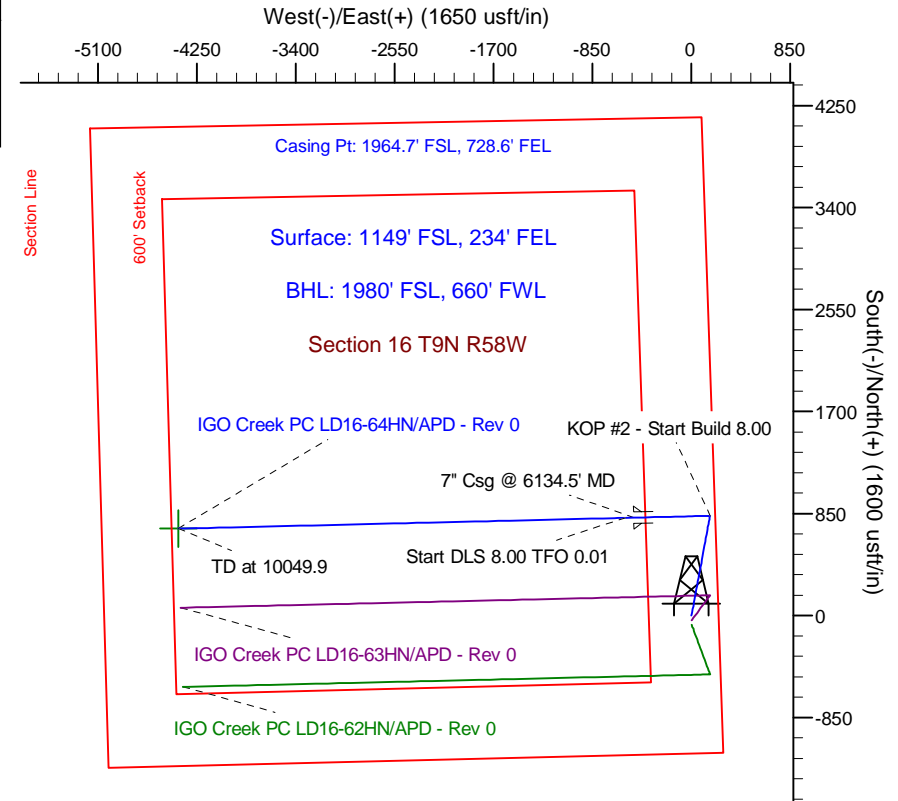 West(-)/East(+) (1650 usft/in)
-5100 -4250 -3400 -2550 -1700 -850 0 850
4250
3400
2550
1700
850
0
-850
South(-)/North(+) (1600 usft/in)
Section Line
600' Setback
Casing Pt: 1964.7' FSL, 728.6' FEL
Surface: 1149' FSL, 234' FEL
BHL: 1980' FSL, 660' FWL
Section 16 T9N R58W
IGO Creek PC LD16-64HN/APD - Rev 0
KOP #2 - Start Build 8.00
7" Csg @ 6134.5' MD
TD at 10049.9
Start DLS 8.00 TFO 0.01
IGO Creek PC LD16-63HN/APD - Rev 0
IGO Creek PC LD16-62HN/APD - Rev 0